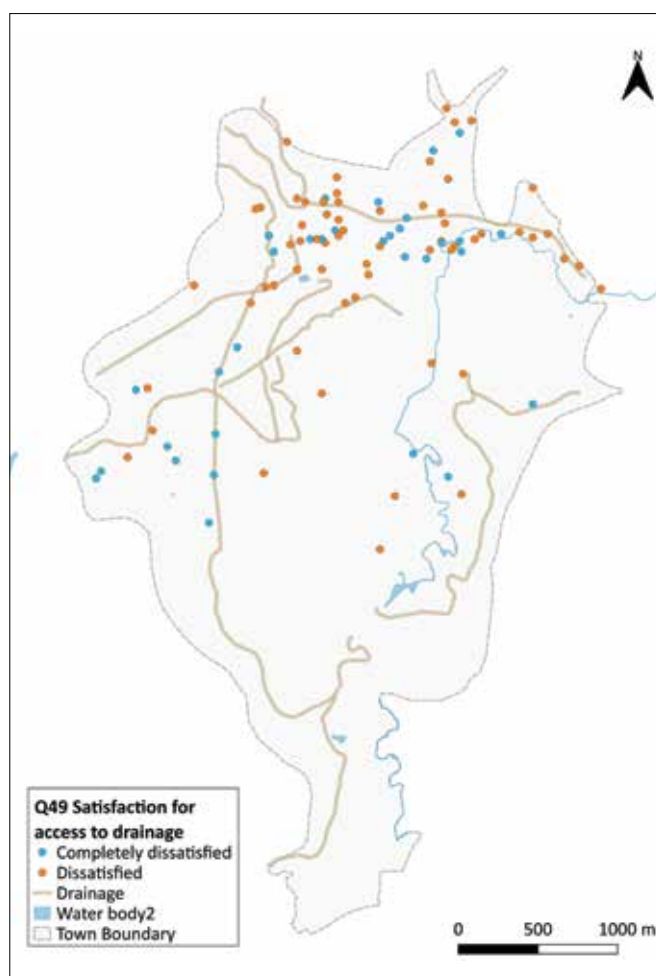 N
Q49 Satisfaction for
access to drainage
Completely dissatisfied
Dissatisfied
Drainage
Water body2
Town Boundary
0 500 1000 m